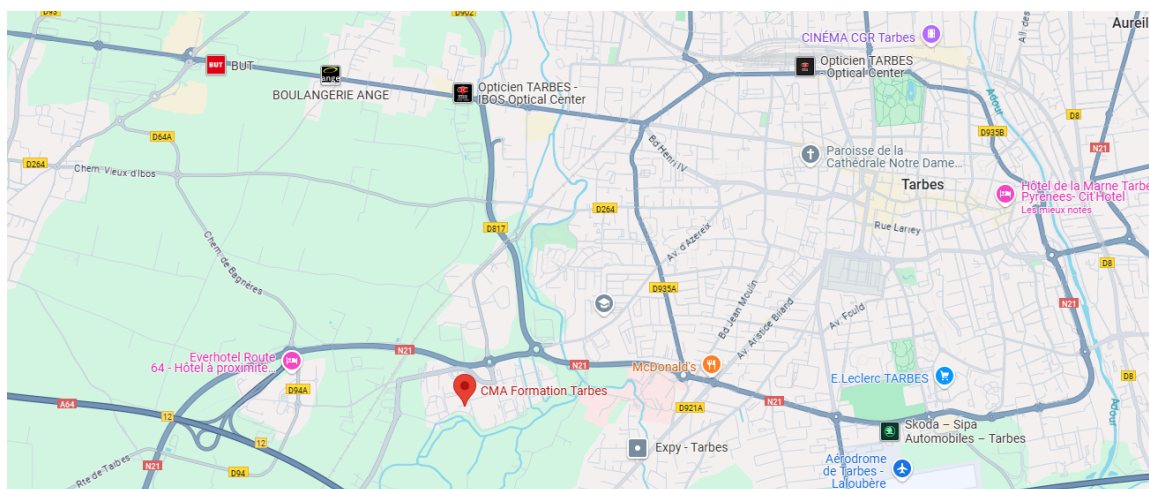 D93
D902
Aureil
All. des
CINÉMA CGR Tarbes
BUT
BUT
ange
BOULANGERIE ANGE
Opticien TARBES -
IBOS Optical Center
Opticien TARBES
- Optical Center
Adour
D8
D64A
D935B
N21
Bd Henri IV
D264
Chem. Vieux d'Ibos
Paroisse de la
Cathédrale Notre Dame...
Tarbes
Hôtel de la Marne Tarbe
Pyrénées- Cit'Hotel
Les mieux notés
D264
D817
Rue Larrey
Av. d'Azereix
Chem. de Bagnères
D8
D935A
N21
Bd Jean Moulin
Av. Aristice Briand
Av. Fould
N21
Everhotel Route
64 - Hôtel à proximité...
N21
McDonald's
E.Leclerc TARBES
D8
CMA Formation Tarbes
D94A
A64
12
N21
D921A
12
Skoda – Sipa
Automobiles – Tarbes
Adour
Expy - Tarbes
Rte de Tarbes
N21
D94
Aérodrome
de Tarbes -
Laloubère